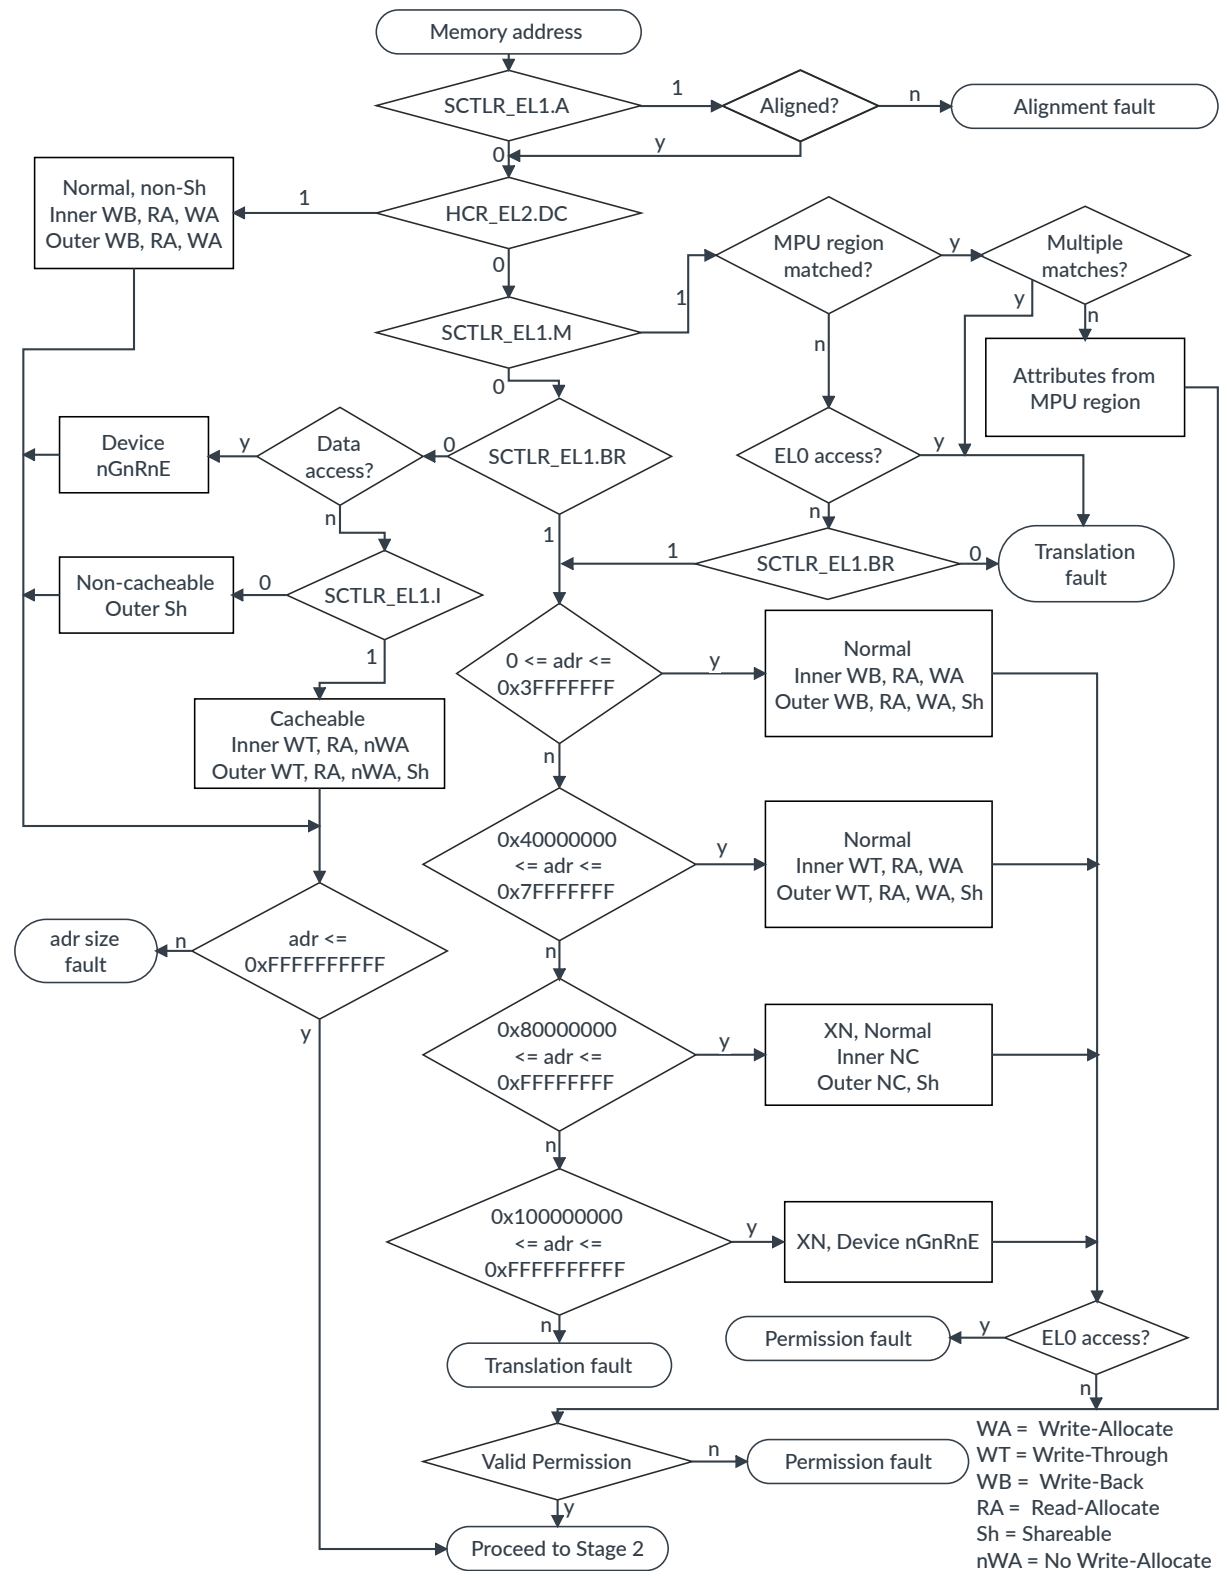 Memory address
SCTLR_EL1.A
1
Aligned?
n
Alignment fault
y
0
Normal, non-Sh
Inner WB, RA, WA
Outer WB, RA, WA
1
HCR_EL2.DC
0
MPU region
matched?
y
Multiple
matches?
y
n
SCTLR_EL1.M
1
0
n
Attributes from
MPU region
Device
nGnRnE
y
Data
access?
0
SCTLR_EL1.BR
EL0 access?
y
n
1
n
Non-cacheable
Outer Sh
0
SCTLR_EL1.I
1
SCTLR_EL1.BR
0
Translation
fault
1
0 <= adr <=
0x3FFFFFFF
y
Normal
Inner WB, RA, WA
Outer WB, RA, WA, Sh
Cacheable
Inner WT, RA, nWA
Outer WT, RA, nWA, Sh
n
0x40000000
<= adr <=
0x7FFFFFFF
y
Normal
Inner WT, RA, WA
Outer WT, RA, WA, Sh
adr size
fault
n
adr <=
0xFFFFFFFFFF
n
y
0x80000000
<= adr <=
0xFFFFFFFF
y
XN, Normal
Inner NC
Outer NC, Sh
n
0x100000000
<= adr <=
0xFFFFFFFFFF
y
XN, Device nGnRnE
n
Translation fault
Permission fault
y
EL0 access?
n
Valid Permission
n
Permission fault
y
Proceed to Stage 2
WA = Write-Allocate
WT = Write-Through
WB = Write-Back
RA = Read-Allocate
Sh = Shareable
nWA = No Write-Allocate